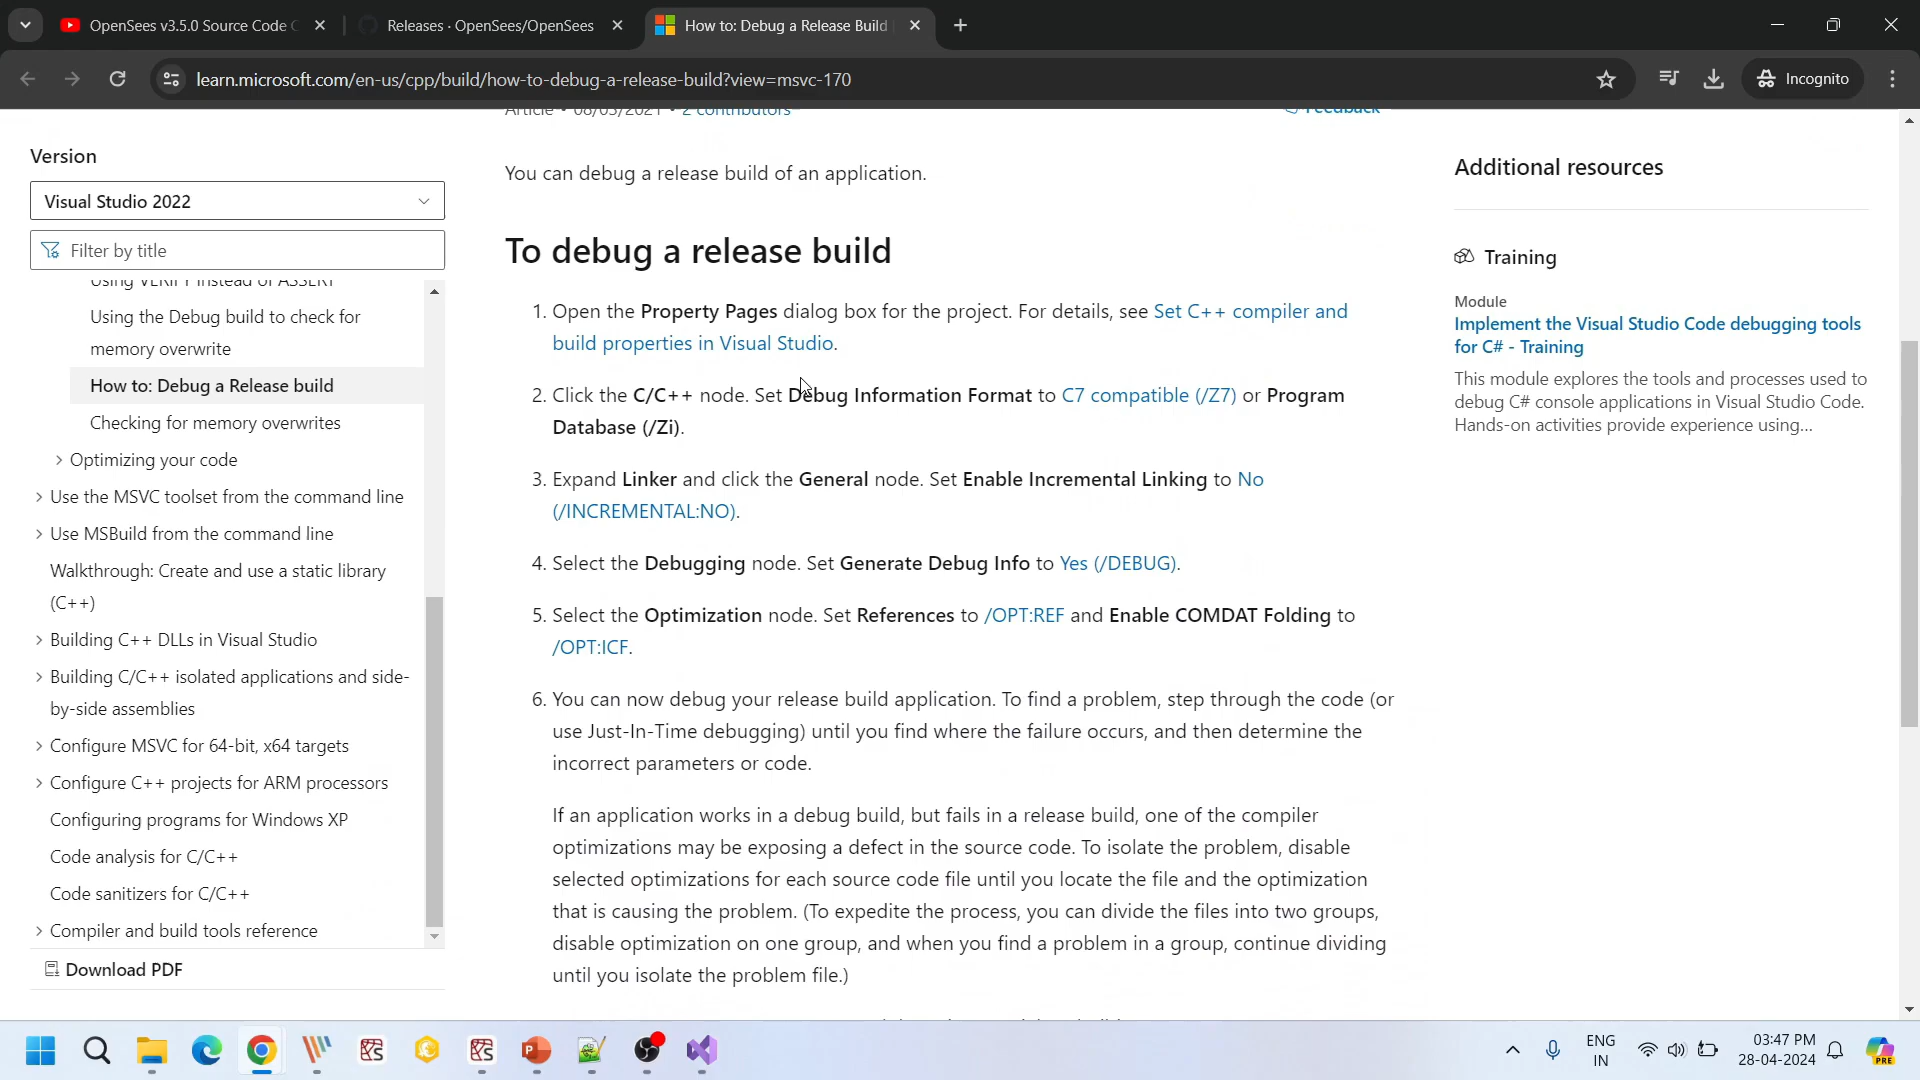 OpenSees v3.5.0 Source Code C
Releases · OpenSees/OpenSees
How to: Debug a Release Build
learn.microsoft.com/en-us/cpp/build/how-to-debug-a-release-build?view=msvc-170
Incognito
Article • 08/03/2021 • 2 contributors
Feedback
Version
Visual Studio 2022
Filter by title
Using VERIFY instead of ASSERT
Using the Debug build to check for
memory overwrite
How to: Debug a Release build
Checking for memory overwrites
Optimizing your code
Use the MSVC toolset from the command line
Use MSBuild from the command line
Walkthrough: Create and use a static library
(C++)
Building C++ DLLs in Visual Studio
Building C/C++ isolated applications and side-
by-side assemblies
Configure MSVC for 64-bit, x64 targets
Configure C++ projects for ARM processors
Configuring programs for Windows XP
Code analysis for C/C++
Code sanitizers for C/C++
Compiler and build tools reference
Download PDF
You can debug a release build of an application.
To debug a release build
1. Open the Property Pages dialog box for the project. For details, see Set C++ compiler and
build properties in Visual Studio.
2. Click the C/C++ node. Set Debug Information Format to C7 compatible (/Z7) or Program
Database (/Zi).
3. Expand Linker and click the General node. Set Enable Incremental Linking to No
(/INCREMENTAL:NO).
4. Select the Debugging node. Set Generate Debug Info to Yes (/DEBUG).
5. Select the Optimization node. Set References to /OPT:REF and Enable COMDAT Folding to
/OPT:ICF.
6. You can now debug your release build application. To find a problem, step through the code (or
use Just-In-Time debugging) until you find where the failure occurs, and then determine the
incorrect parameters or code.
If an application works in a debug build, but fails in a release build, one of the compiler
optimizations may be exposing a defect in the source code. To isolate the problem, disable
selected optimizations for each source code file until you locate the file and the optimization
that is causing the problem. (To expedite the process, you can divide the files into two groups,
disable optimization on one group, and when you find a problem in a group, continue dividing
until you isolate the problem file.)
Additional resources
Training
Module
Implement the Visual Studio Code debugging tools
for C# - Training
This module explores the tools and processes used to
debug C# console applications in Visual Studio Code.
Hands-on activities provide experience using...
ENG
IN
03:47 PM
28-04-2024
PRE